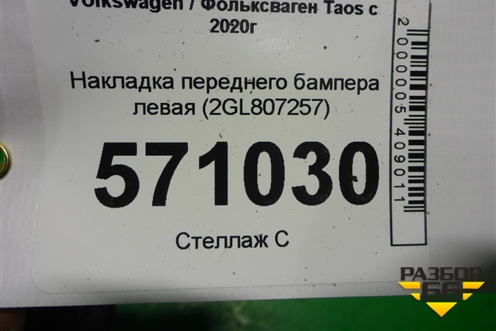 Volkswagen / Фольксваген Taos с
2020г
Накладка переднего бампера
левая (2GL807257)
571030
Стеллаж С
2000005409011
РАЗБОР
66